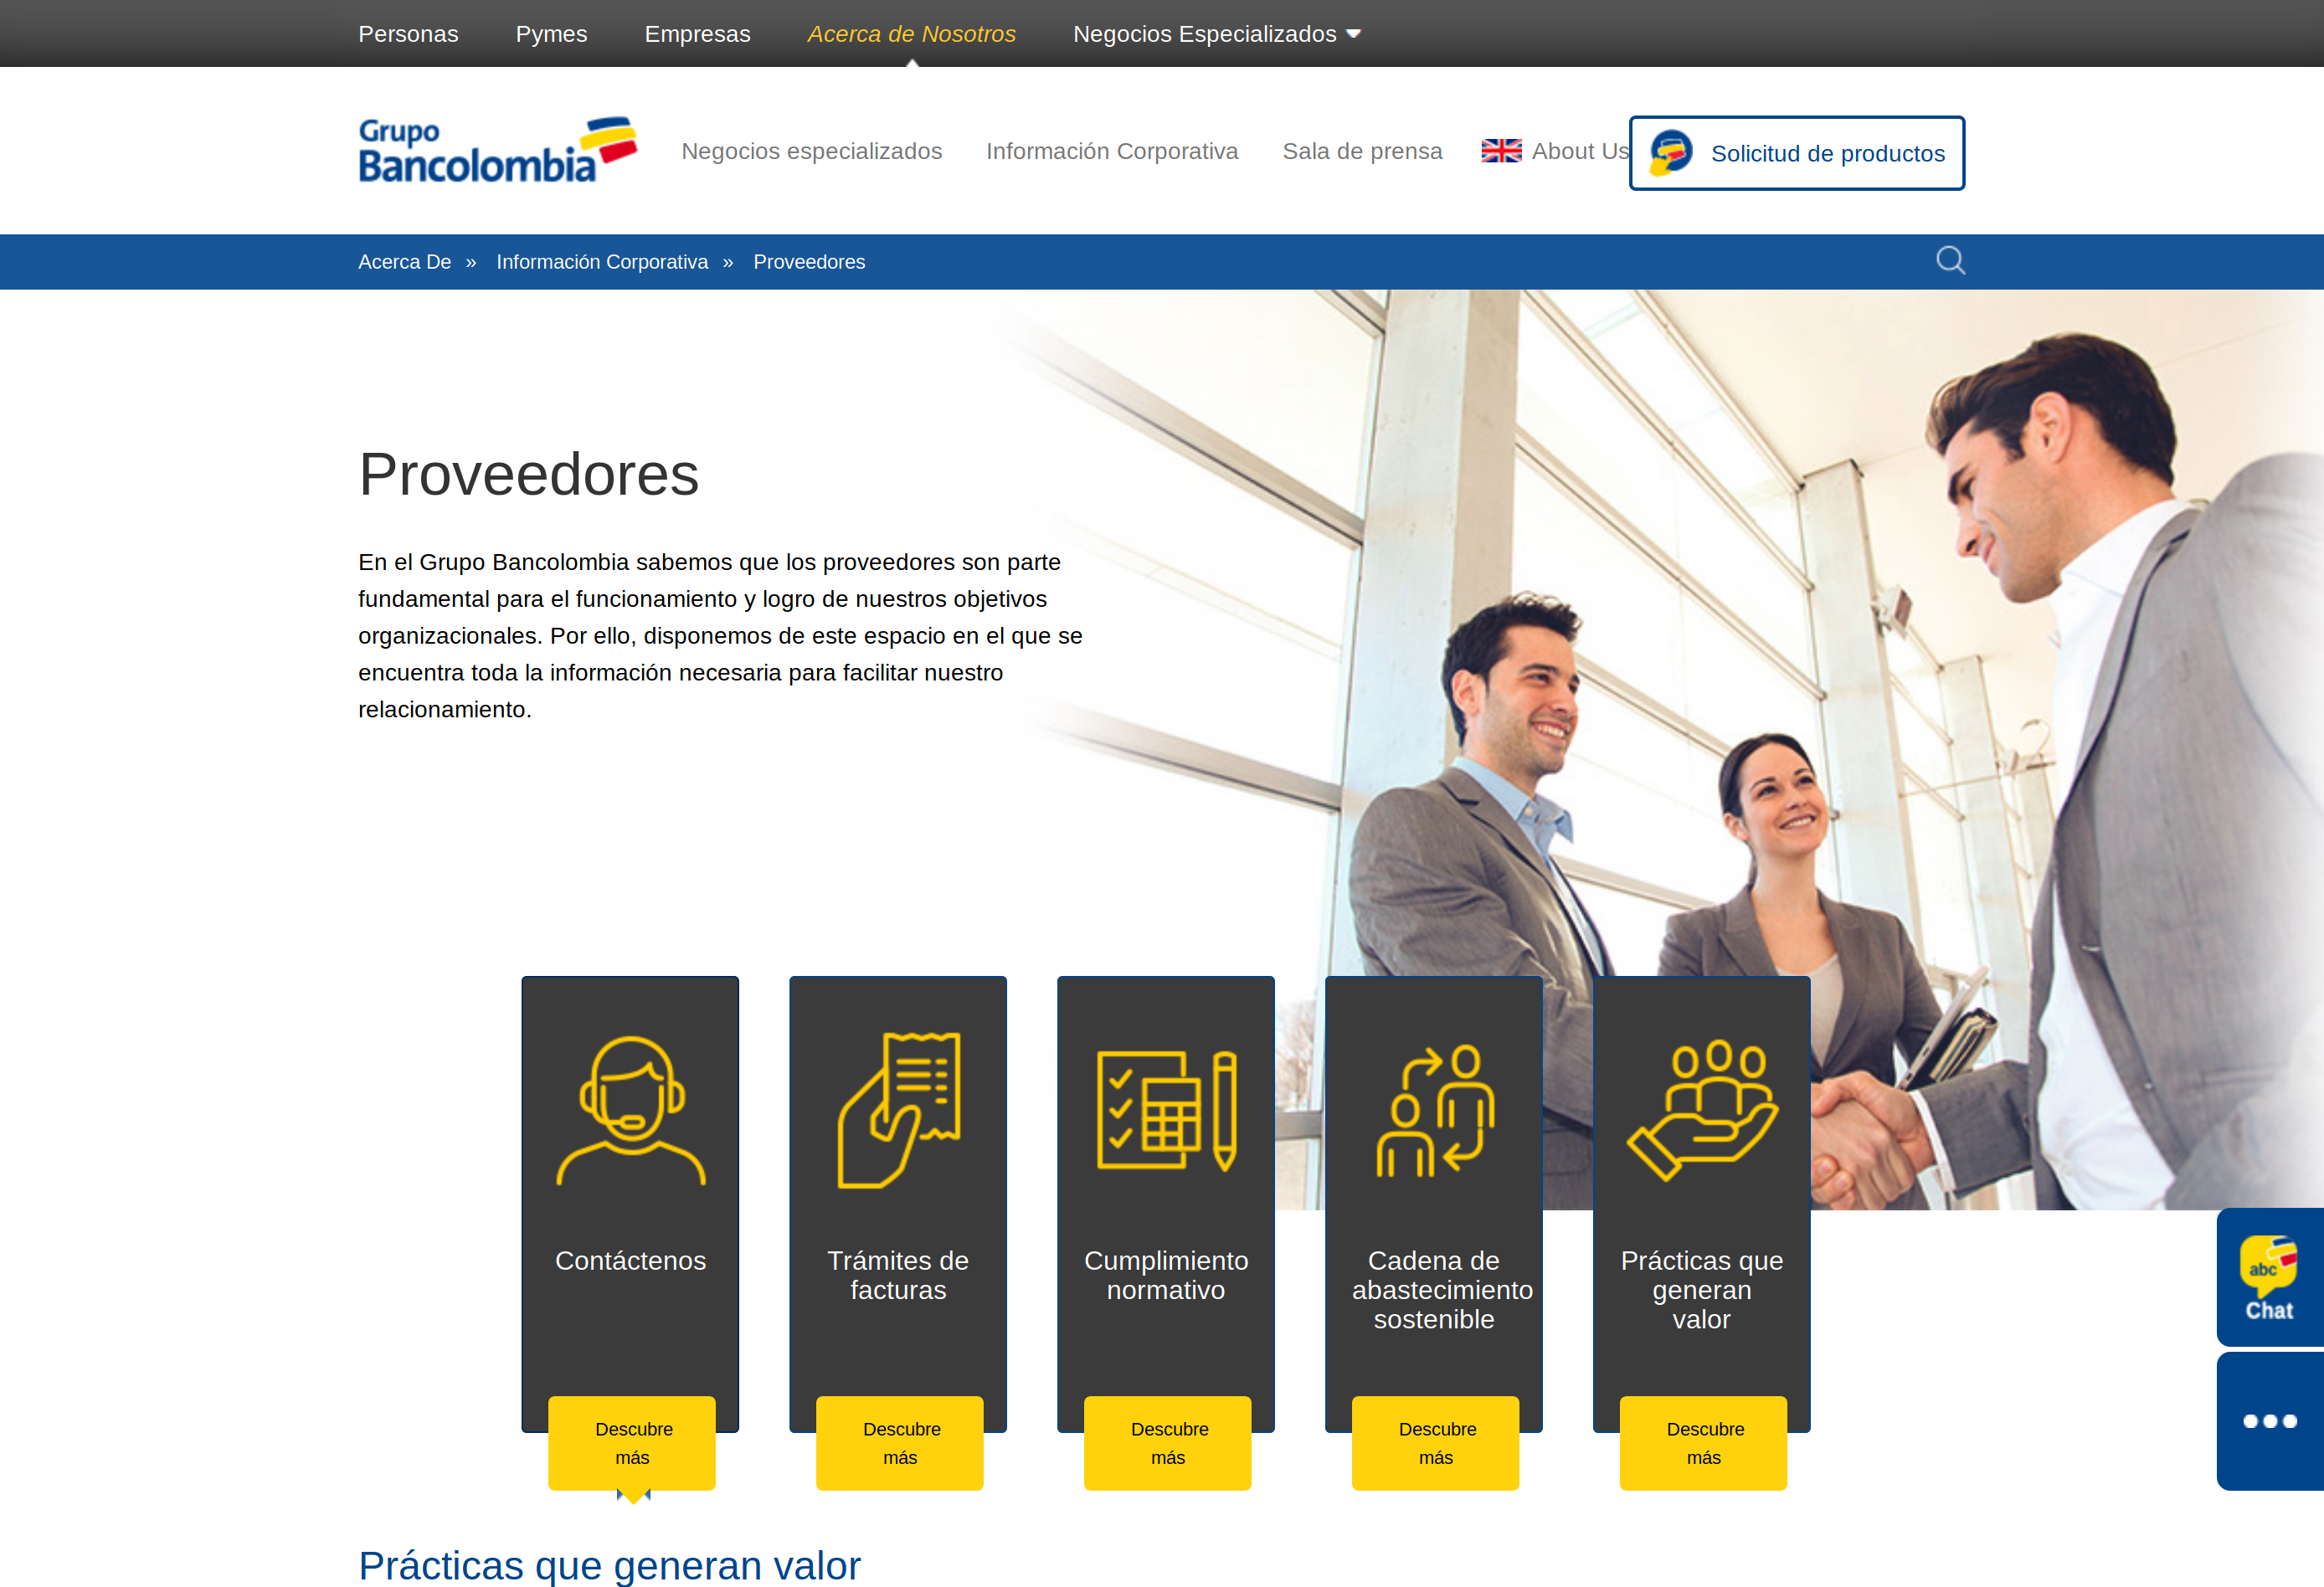 Personas Pymes Empresas Acerca de Nosotros Negocios Especializados
Grupo
Bancolombia
Negocios especializados Información Corporativa Sala de prensa About Us Solicitud de productos
Acerca De » Información Corporativa » Proveedores
Proveedores
En el Grupo Bancolombia sabemos que los proveedores son parte
fundamental para el funcionamiento y logro de nuestros objetivos
organizacionales. Por ello, disponemos de este espacio en el que se
encuentra toda la información necesaria para facilitar nuestro
relacionamiento.
Contáctenos
Descubre
más
Trámites de
facturas
Descubre
más
Cumplimiento
normativo
Descubre
más
Cadena de
abastecimiento
sostenible
Descubre
más
Prácticas que
generan
valor
Descubre
más
abc
Chat
Prácticas que generan valor